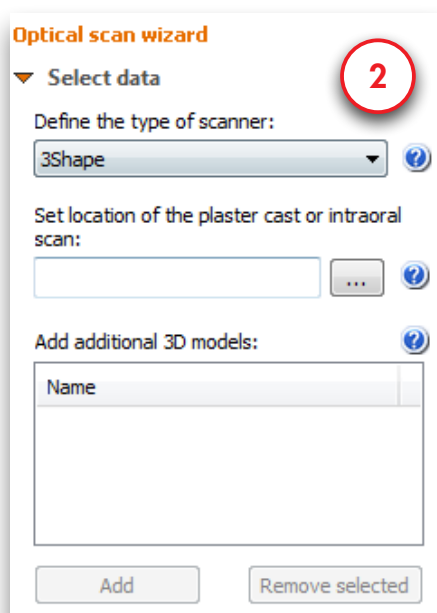 Optical scan wizard
Select data
2
Define the type of scanner:
3Shape
?
Set location of the plaster cast or intraoral
scan:
...
?
Add additional 3D models:
?
Name
Add
Remove selected